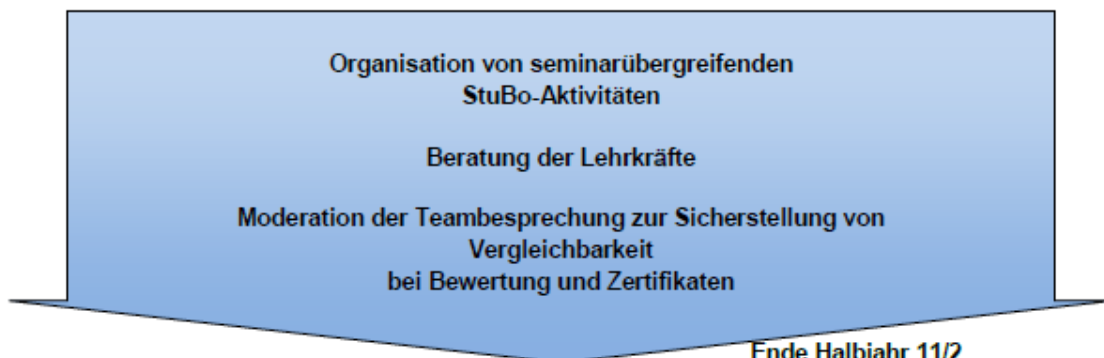 Organisation von seminarübergreifenden
StuBo-Aktivitäten
Beratung der Lehrkräfte
Moderation der Teambesprechung zur Sicherstellung von
Vergleichbarkeit
bei Bewertung und Zertifikaten
Ende Halbjahr 11/2